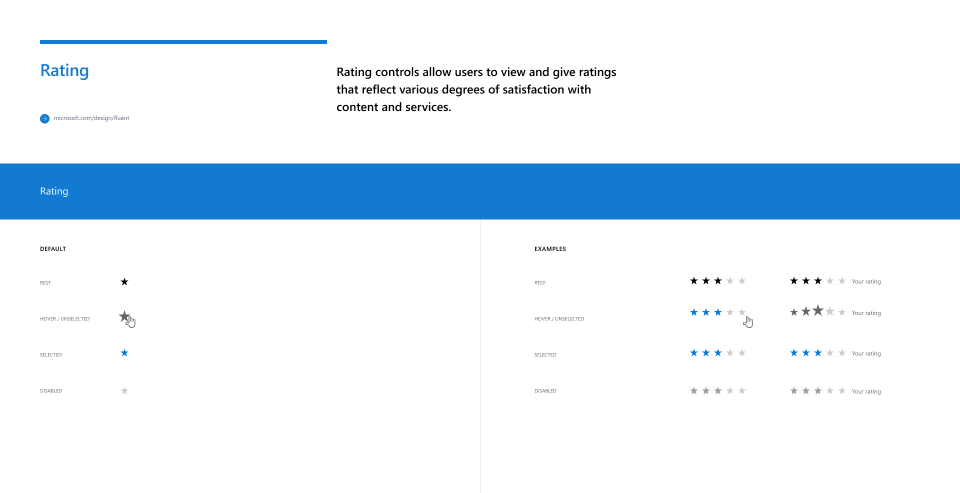 Rating
Rating controls allow users to view and give ratings
that reflect various degrees of satisfaction with
content and services.
microsoft.com/design/fluent
Rating
DEFAULT
REST
HOVER / UNSELECTED
SELECTED
DISABLED
EXAMPLES
REST
Your rating
HOVER / UNSELECTED
Your rating
SELECTED
Your rating
DISABLED
Your rating